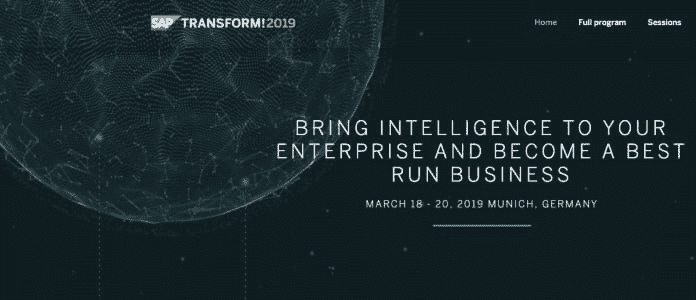 SAP TRANSFORM!2019
Home Full program Sessions
BRING INTELLIGENCE TO YOUR
ENTERPRISE AND BECOME A BEST
RUN BUSINESS
MARCH 18 - 20, 2019 MUNICH, GERMANY